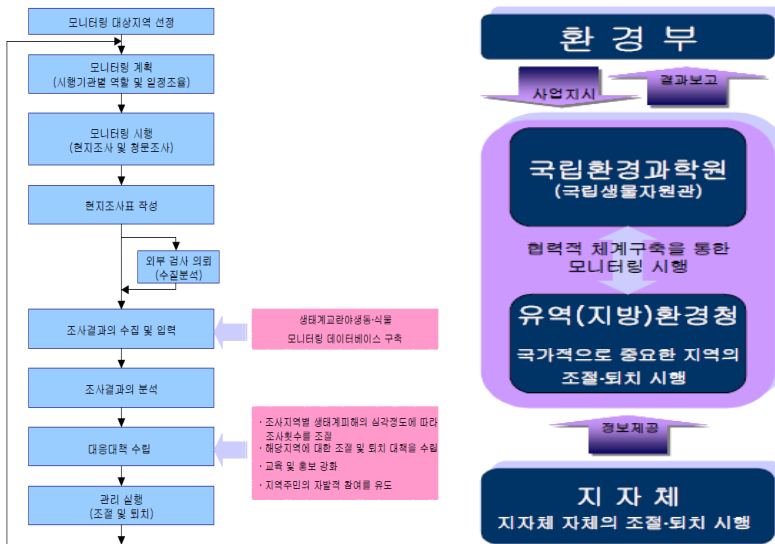 모니터링 대상지역 선정
모니터링 계획
(시행기관별 역할 및 일정조율)
모니터링 시행
(현지조사 및 청문조사)
현지조사표 작성
외부 검사 의뢰
(수질분석)
조사결과의 수집 및 입력
생태계교란야생동·식물
모니터링 데이터베이스 구축
조사결과의 분석
대응대책 수립
· 조사지역별 생태계피해의 심각정도에 따라
조사횟수를 조절
· 해당지역에 대한 조절 및 퇴치 대책을 수립
· 교육 및 홍보 강화
· 지역주민의 자발적 참여를 유도
관리 실행
(조절 및 퇴치)
환경부
사업지시
결과보고
국립환경과학원
(국립생물자원관)
협력적 체계구축을 통한
모니터링 시행
유역(지방)환경청
국가적으로 중요한 지역의
조절·퇴치 시행
정보제공
지자체
지자체 자체의 조절·퇴치 시행